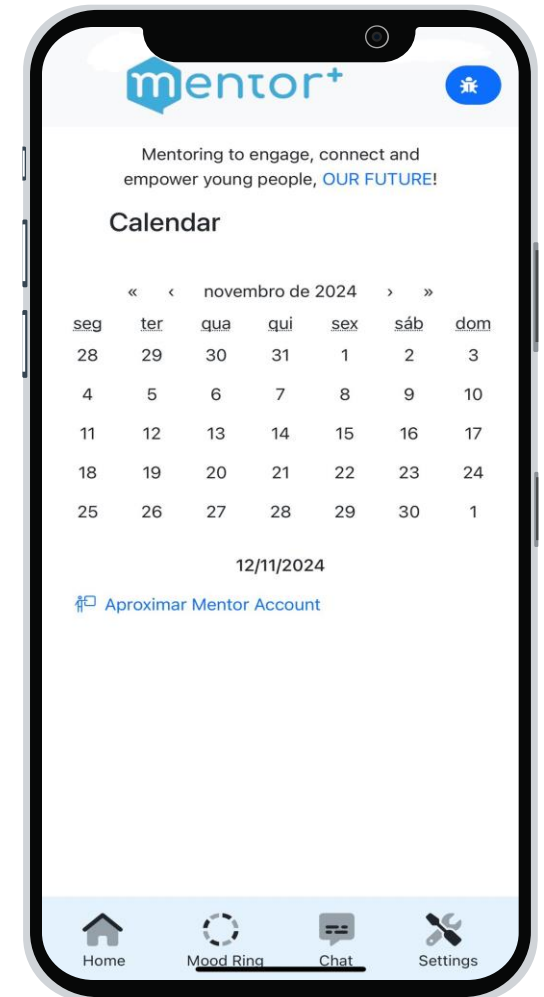 mentor+
Mentoring to engage, connect and
empower young people, OUR FUTURE!
Calendar
« ‹ novembro de 2024 › »
seg ter qua qui sex sáb dom
28 29 30 31 1 2 3
4 5 6 7 8 9 10
11 12 13 14 15 16 17
18 19 20 21 22 23 24
25 26 27 28 29 30 1
12/11/2024
Aproximar Mentor Account
Home Mood Ring Chat Settings